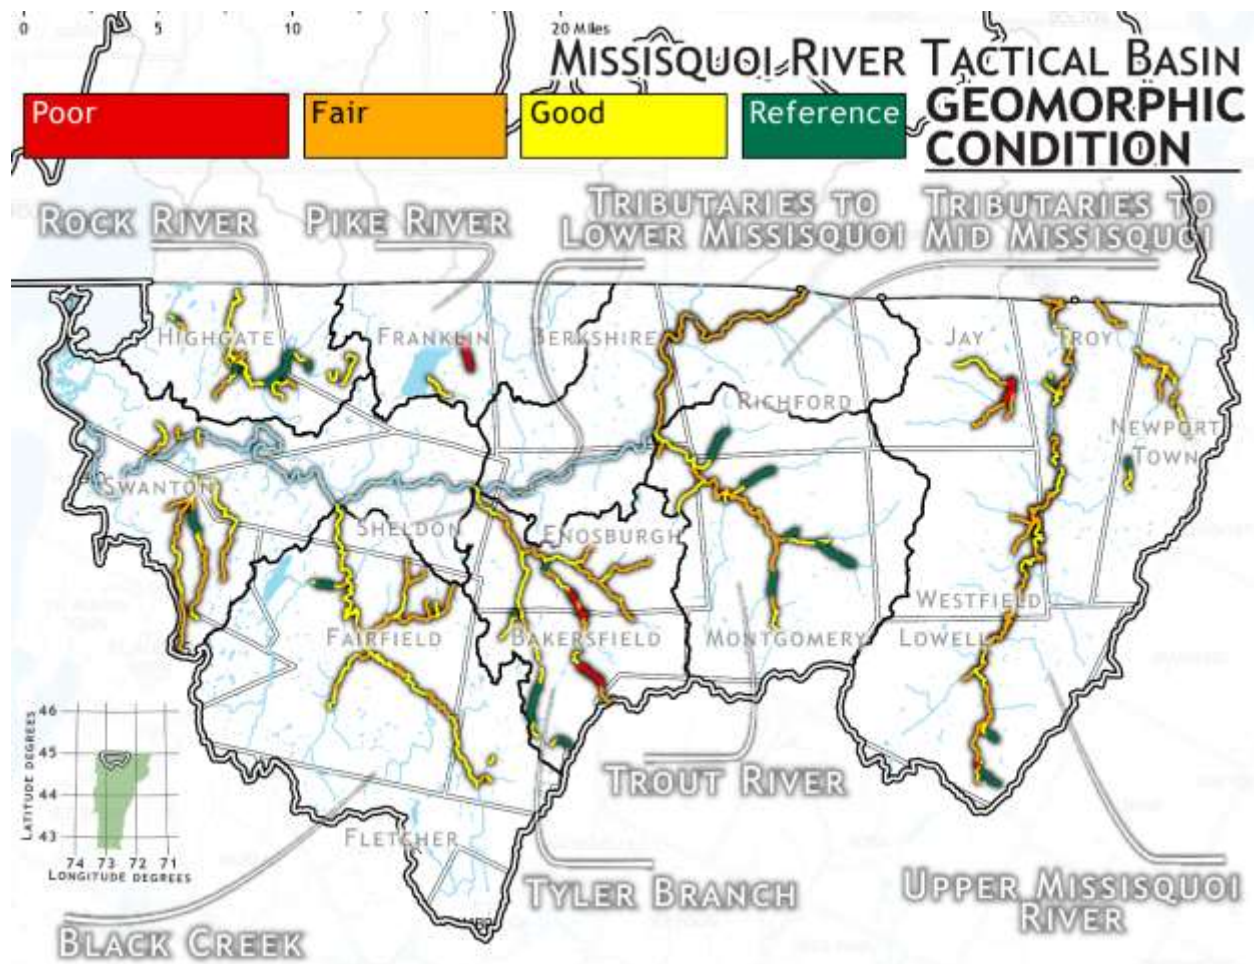 0 5 10 20 Miles
MISSISQUOI RIVER TACTICAL BASIN
GEOMORPHIC
CONDITION
Poor Fair Good Reference
ROCK RIVER
PIKE RIVER
TRIBUTARIES TO
LOWER MISSISQUOI
TRIBUTARIES TO
MID MISSISQUOI
HIGHGATE
FRANKLIN
BERKSHIRE
JAY
TROY
RICHFORD
NEWPORT
TOWN
SWANTON
SHELDON
ENOSBURGH
WESTFIELD
FAIRFIELD
BAKERSFIELD
MONTGOMERY
LOWELL
FLETCHER
LATITUDE DEGREES
46
45
44
43
74 73 72 71
LONGITUDE DEGREES
TROUT RIVER
TYLER BRANCH
UPPER MISSISQUOI
RIVER
BLACK CREEK